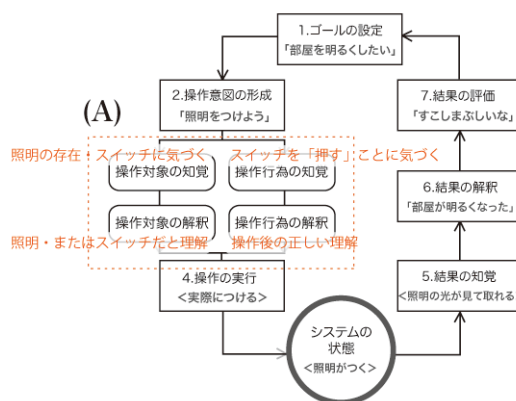 1.ゴールの設定
「部屋を明るくしたい」
2.操作意図の形成
「照明をつけよう」
7.結果の評価
「すこしまぶしいな」
(A)
照明の存在・スイッチに気づく
スイッチを「押す」ことに気づく
操作対象の知覚
操作行為の知覚
6.結果の解釈
「部屋が明るくなった」
操作対象の解釈
操作行為の解釈
照明・またはスイッチだと理解
操作後の正しい理解
4.操作の実行
<実際につける>
5.結果の知覚
<照明の光が見て取れる>
システムの
状態
<照明がつく>